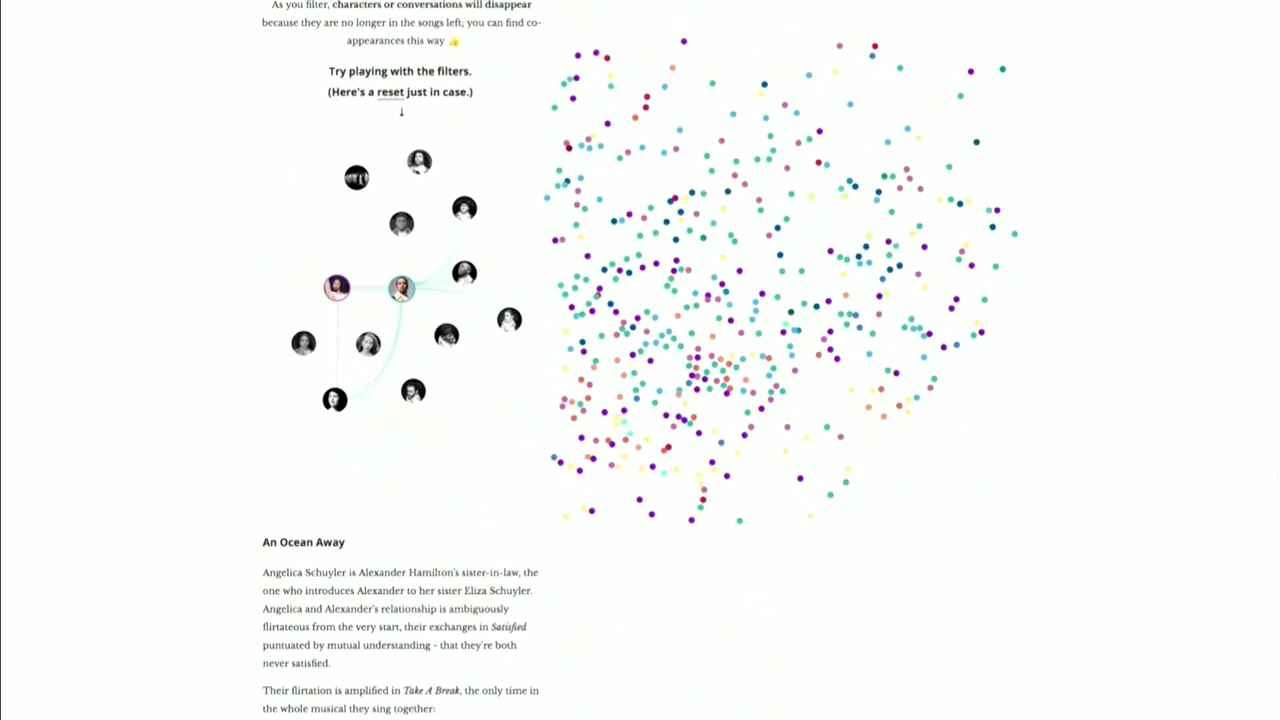 As you filter, characters or conversations will disappear
because they are no longer in the songs left; you can find co-
appearances this way 👍
Try playing with the filters.
(Here's a reset just in case.)
↓
An Ocean Away
Angelica Schuyler is Alexander Hamilton's sister-in-law, the
one who introduces Alexander to her sister Eliza Schuyler.
Angelica and Alexander's relationship is ambiguously
flirtateous from the very start, their exchanges in Satisfied
puntuated by mutual understanding - that they're both
never satisfied.
Their flirtation is amplified in Take A Break, the only time in
the whole musical they sing together: